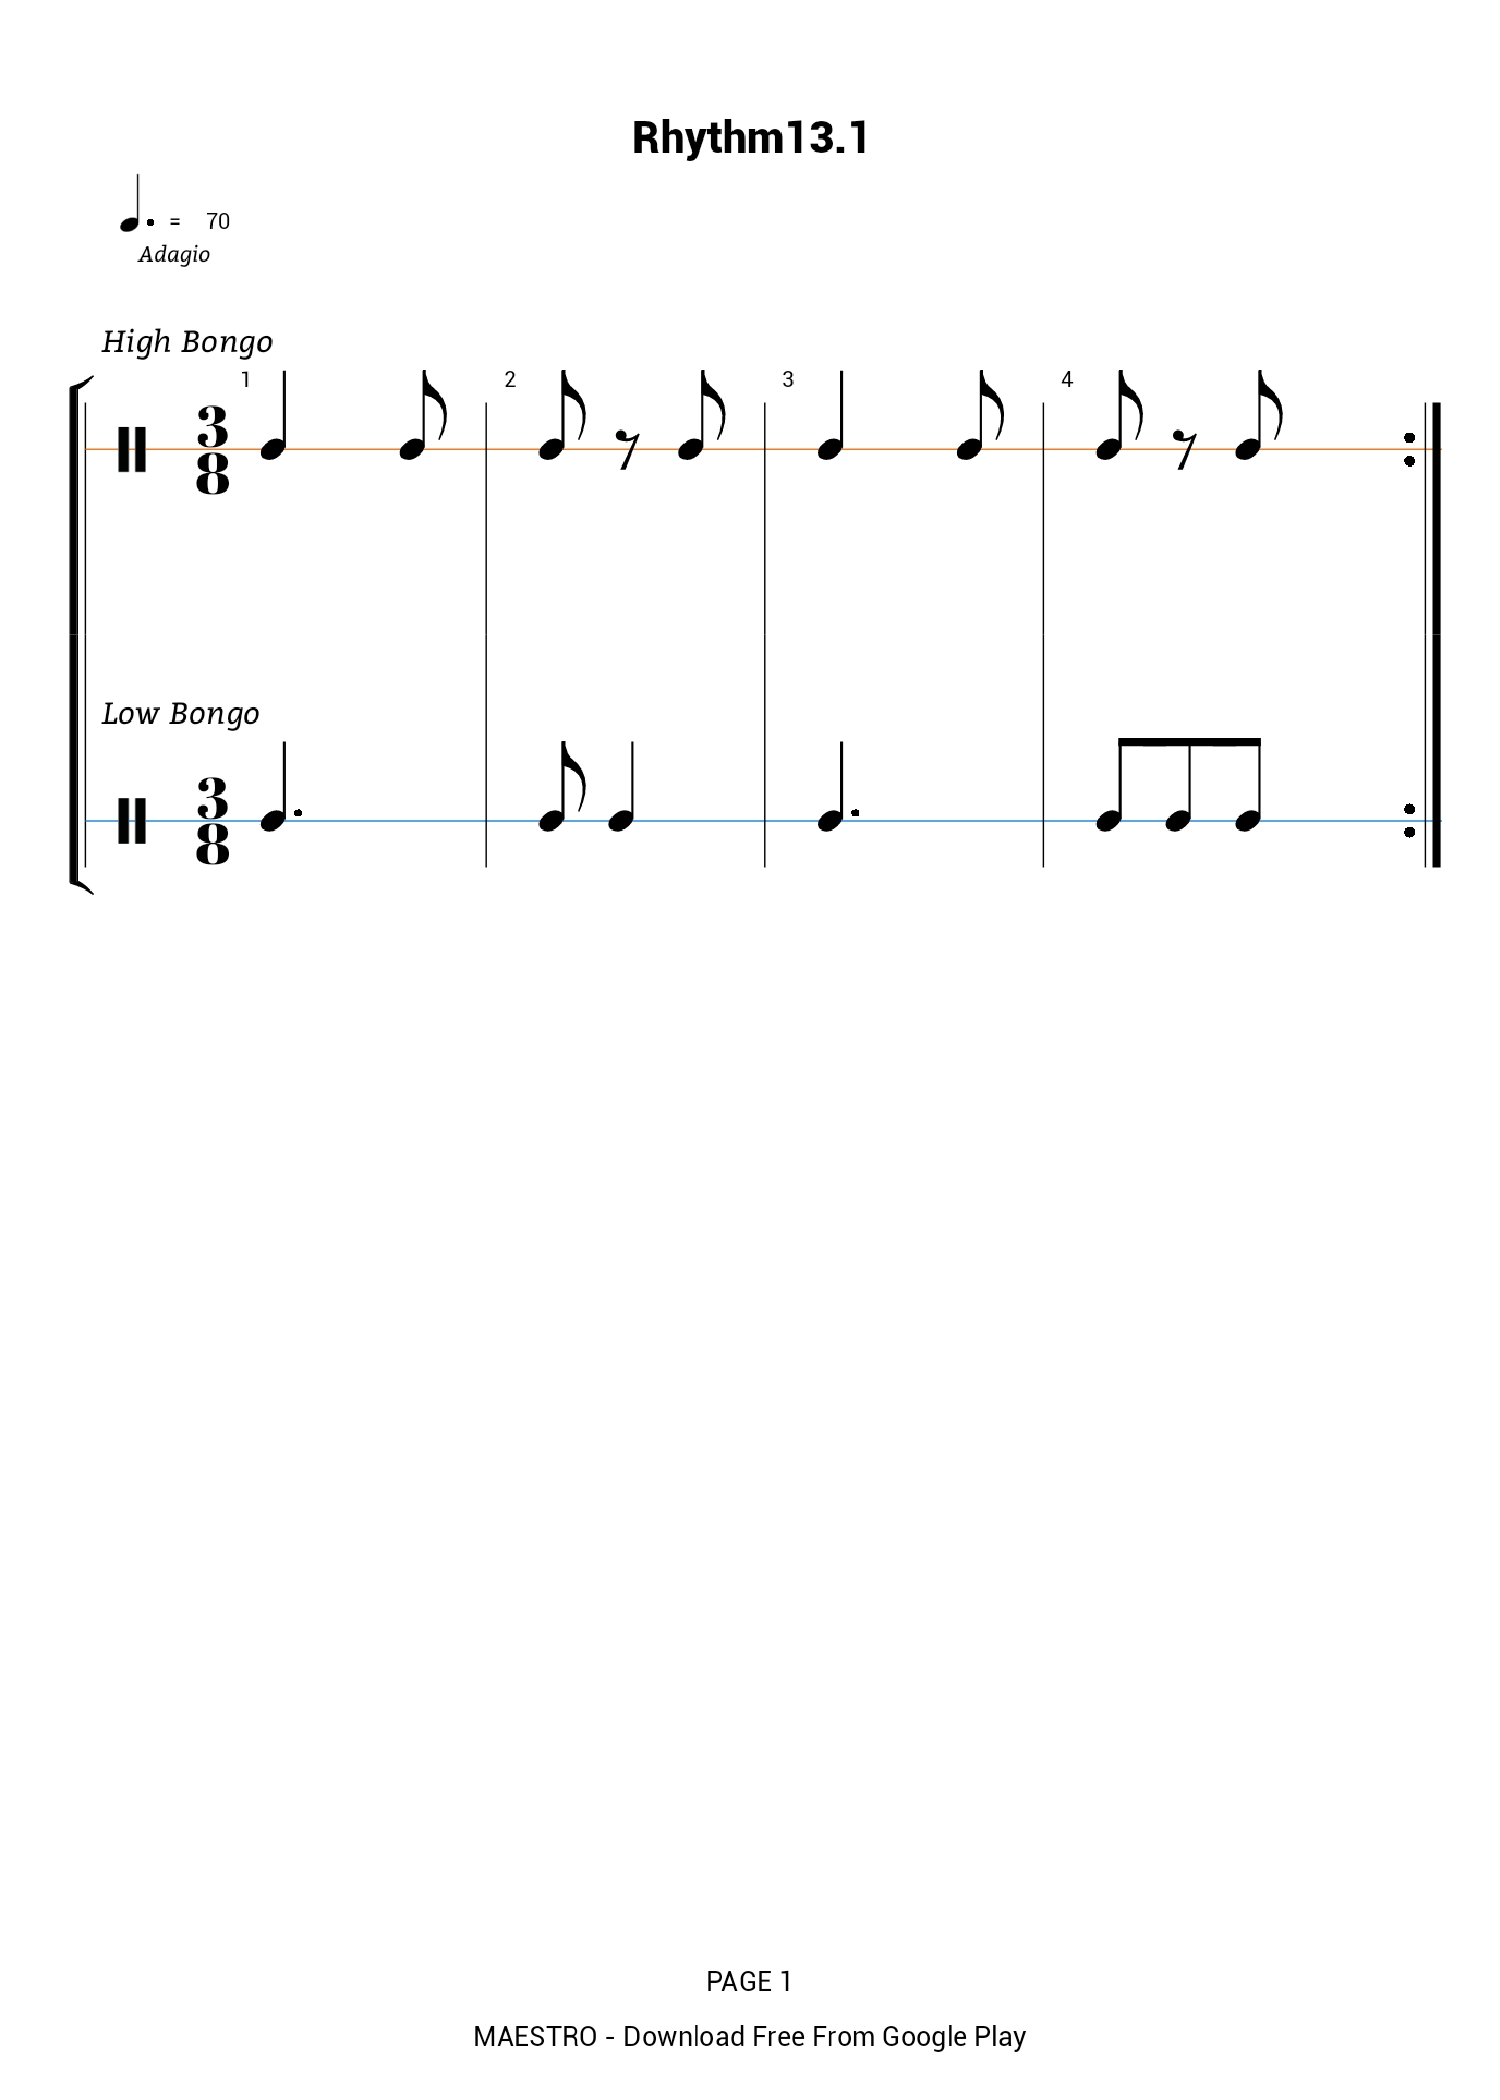 Rhythm13.1
= 70
Adagio
High Bongo
1 2 3 4
3
8
Low Bongo
3
8
PAGE 1
MAESTRO - Download Free From Google Play